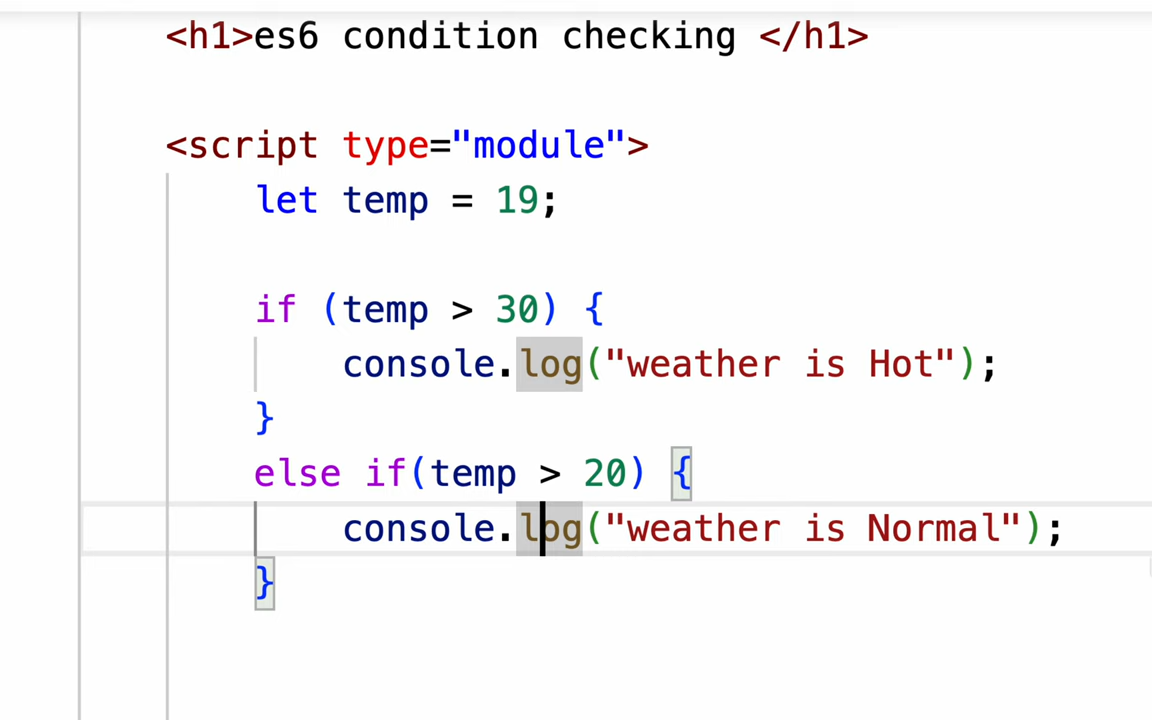 <h1>es6 condition checking </h1>
<script type="module">
let temp = 19;
if (temp > 30) {
console.log("weather is Hot");
}
else if(temp > 20) {
console.log("weather is Normal");
}